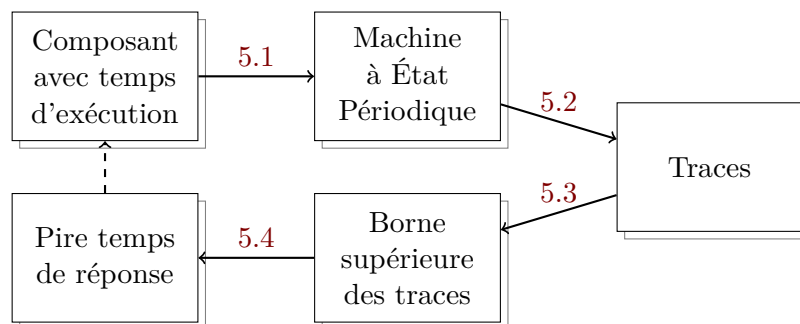 Composant
avec temps
d'exécution
5.1
Machine
à État
Périodique
5.2
Traces
5.3
Borne
supérieure
des traces
5.4
Pire temps
de réponse